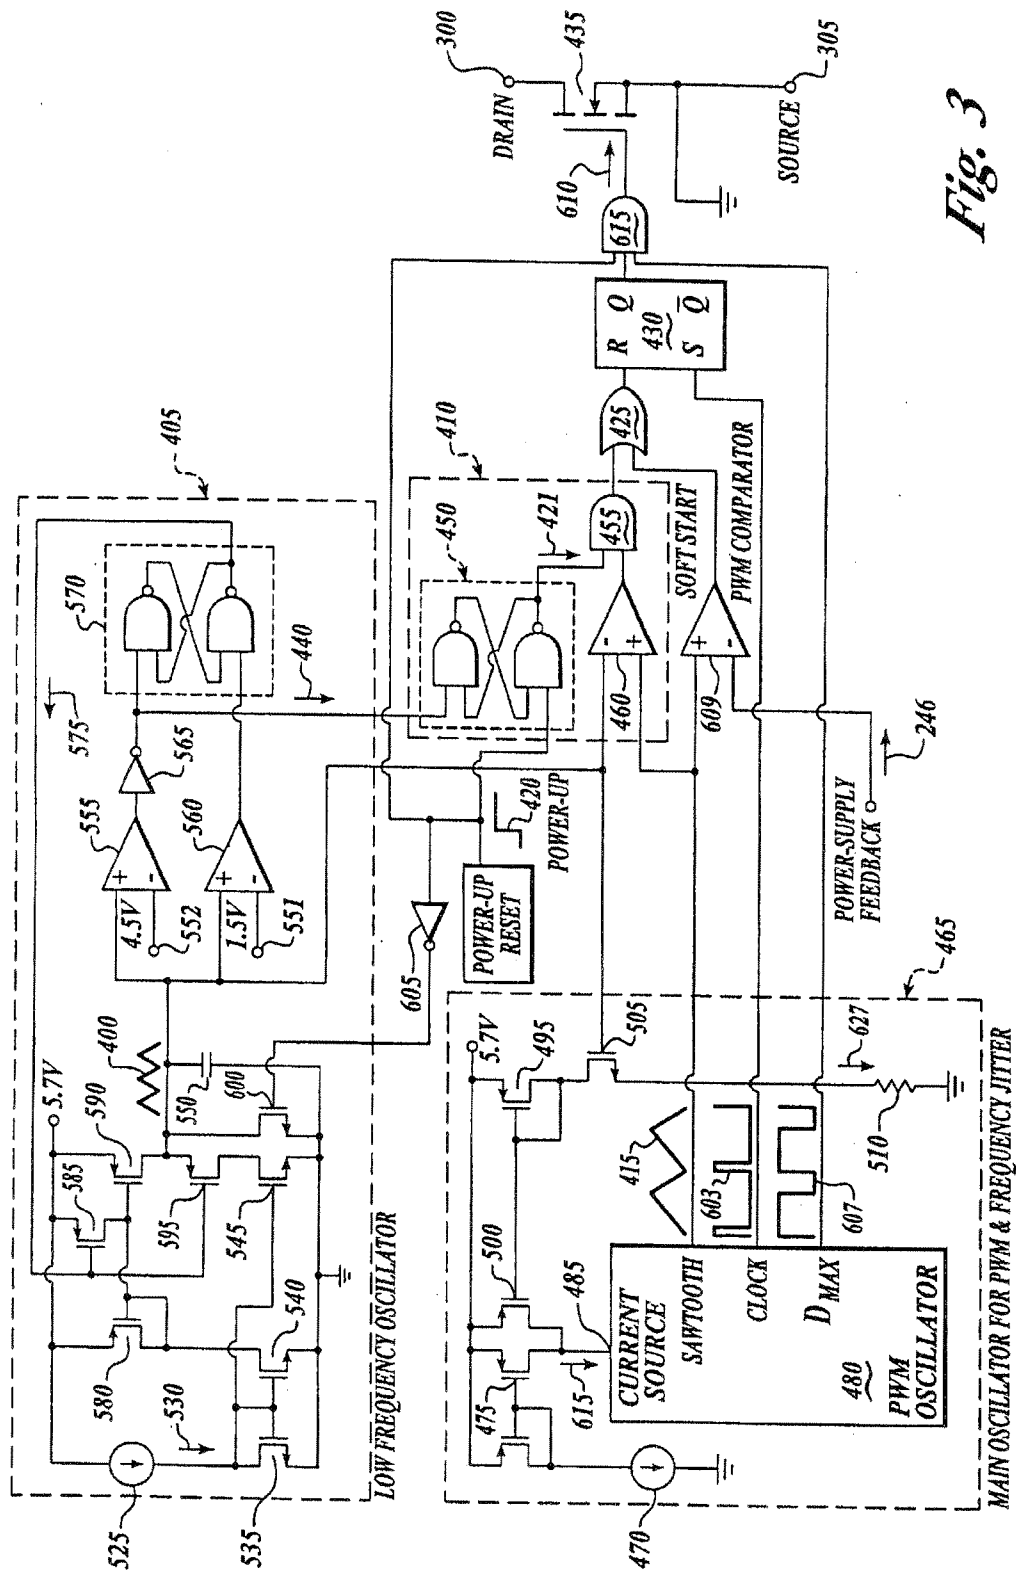 300
DRAIN
435
610
SOURCE
305
Fig. 3
615
R Q
430
S Q̅
425
405
410
450
421
455
SOFT START
PWM COMPARATOR
570
575
440
460
609
246
565
555
560
4.5V
552
1.5V
551
605
POWER-UP
RESET
420
POWER-UP
POWER-SUPPLY
FEEDBACK
5.7V
590
400
585
550
600
595
545
580
530
540
525
535
LOW FREQUENCY OSCILLATOR
465
5.7V
495
505
627
510
500
415
603
607
485
475
615
470
CURRENT
SOURCE
SAWTOOTH
CLOCK
DMAX
480
PWM
OSCILLATOR
MAIN OSCILLATOR FOR PWM & FREQUENCY JITTER